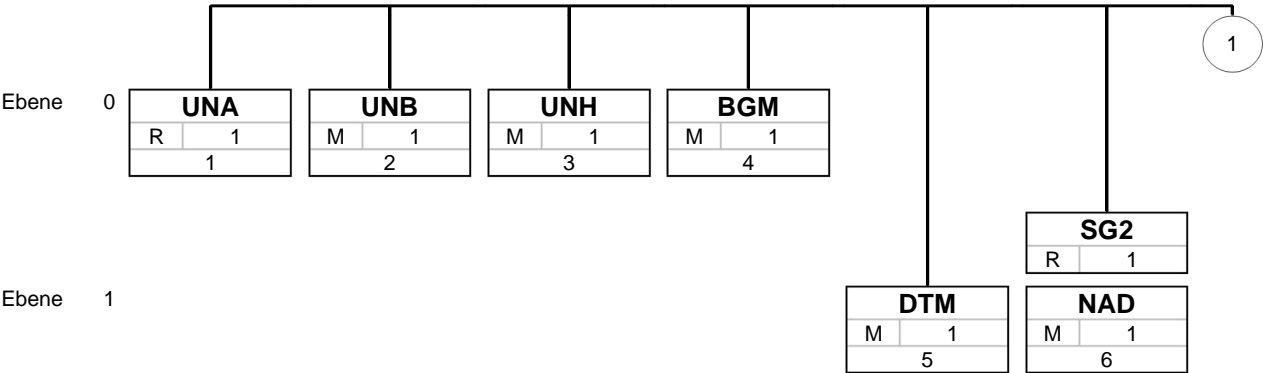 1
Ebene 0 UNA UNB UNH BGM
R 1 M 1 M 1 M 1
1 2 3 4
SG2
R 1
Ebene 1 DTM NAD
M 1 M 1
5 6